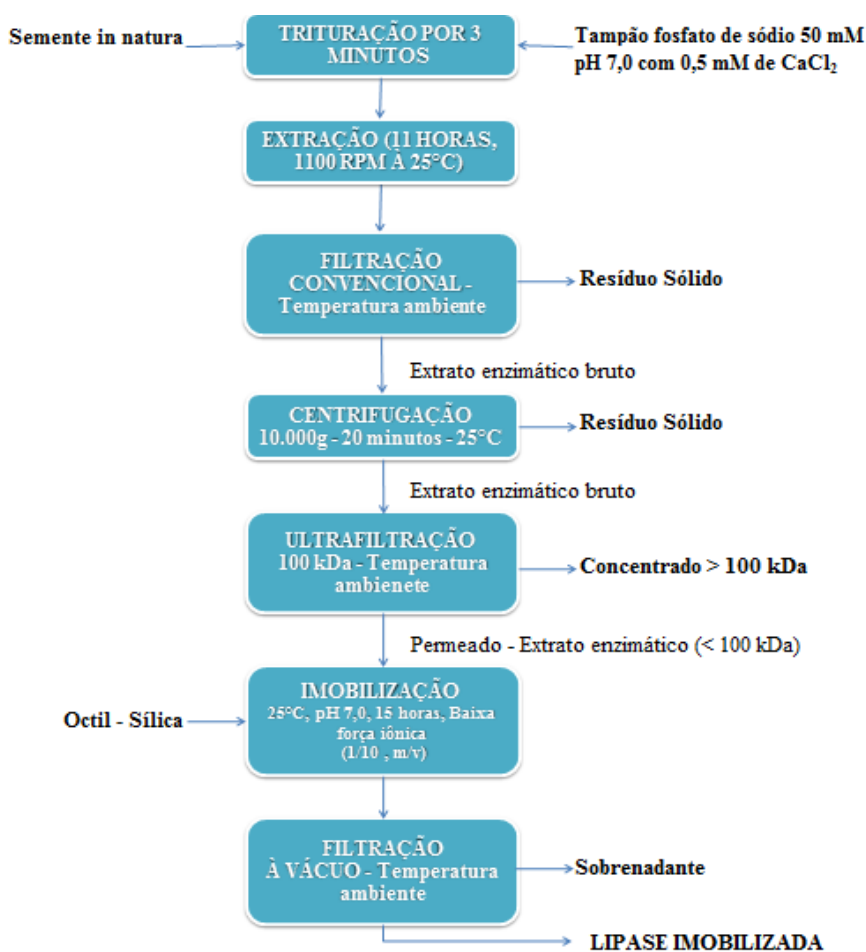 Semente in natura
TRITURAÇÃO POR 3
MINUTOS
Tampão fosfato de sódio 50 mM
pH 7,0 com 0,5 mM de CaCl₂
EXTRAÇÃO (11 HORAS,
1100 RPM À 25°C)
FILTRAÇÃO
CONVENCIONAL -
Temperatura ambiente
Resíduo Sólido
Extrato enzimático bruto
CENTRIFUGAÇÃO
10.000g - 20 minutos - 25°C
Resíduo Sólido
Extrato enzimático bruto
ULTRAFILTRAÇÃO
100 kDa - Temperatura
ambienete
Concentrado > 100 kDa
Permeado - Extrato enzimático (< 100 kDa)
Octil - Sílica
IMOBILIZAÇÃO
25°C, pH 7,0, 15 horas, Baixa
força iônica
(1/10 , m/v)
FILTRAÇÃO
À VÁCUO - Temperatura
ambiente
Sobrenadante
LIPASE IMOBILIZADA